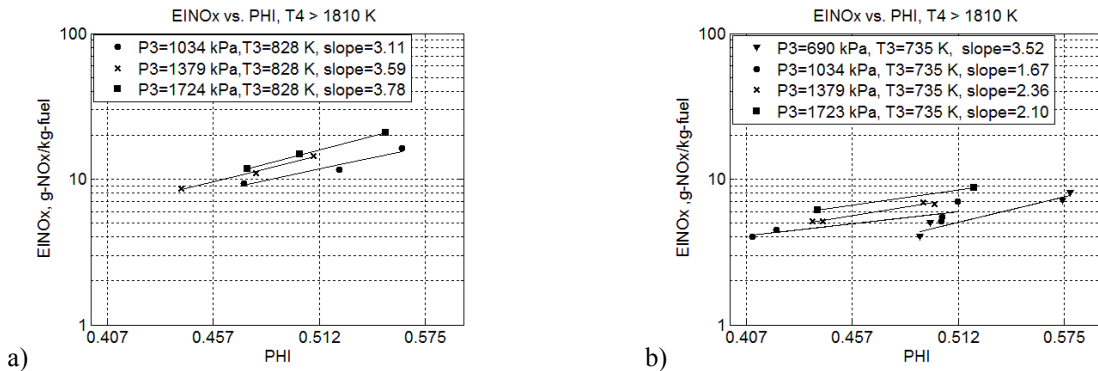 EINOx vs. PHI, T4 > 1810 K
100
P3=1034 kPa,T3=828 K, slope=3.11
P3=1379 kPa,T3=828 K, slope=3.59
P3=1724 kPa,T3=828 K, slope=3.78
EINOx, g-NOx/kg-fuel
10
1
0.407 0.457 0.512 0.575
PHI
a)
EINOx vs. PHI, T4 > 1810 K
100
P3=690 kPa, T3=735 K, slope=3.52
P3=1034 kPa, T3=735 K, slope=1.67
P3=1379 kPa, T3=735 K, slope=2.36
P3=1723 kPa, T3=735 K, slope=2.10
EINOx ,g-NOx/kg-fuel
10
1
0.407 0.457 0.512 0.575
PHI
b)